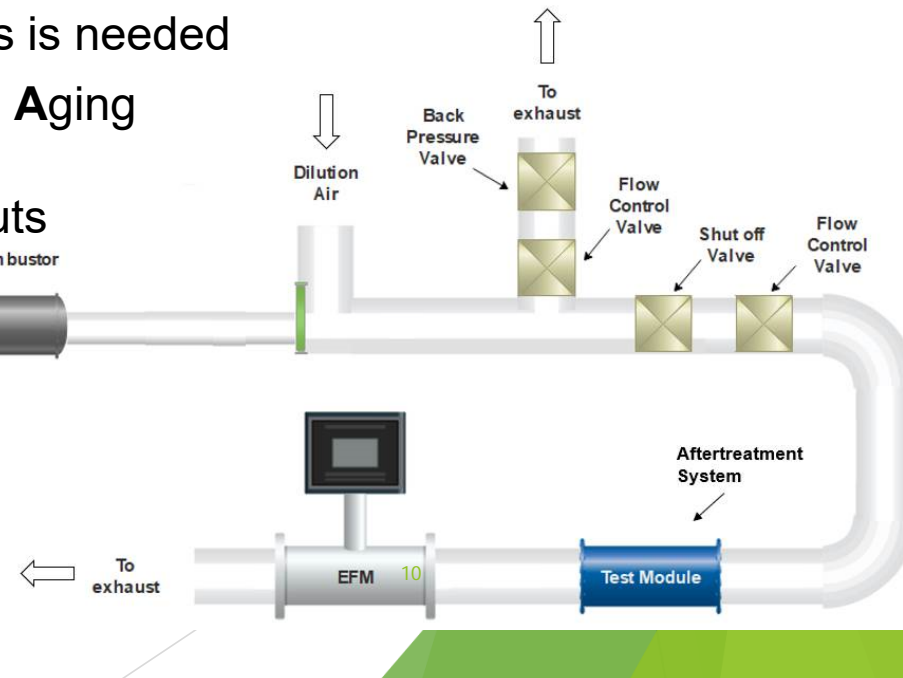 s is needed
Aging
uts
bustor
Dilution
Air
Back
Pressure
Valve
To
exhaust
Flow
Control
Valve
Shut off
Valve
Flow
Control
Valve
Aftertreatment
System
Test Module
EFM
10
To
exhaust